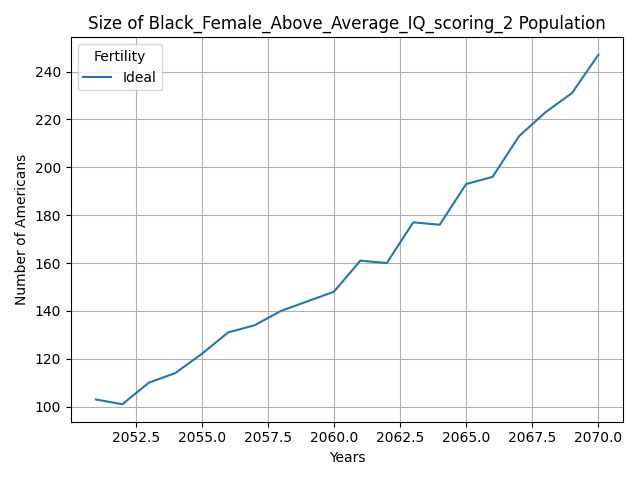 Size of Black_Female_Above_Average_IQ_scoring_2 Population
Fertility
Ideal
Number of Americans
240
220
200
180
160
140
120
100
2052.5 2055.0 2057.5 2060.0 2062.5 2065.0 2067.5 2070.0
Years